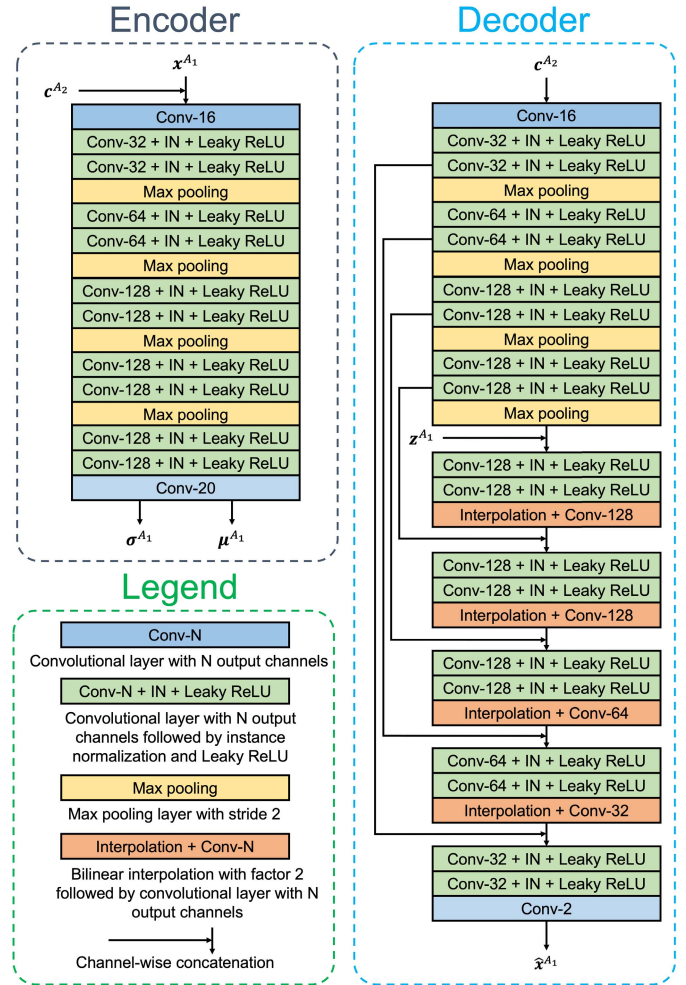 Encoder
x^{A_1}
c^{A_2}
Conv-16
Conv-32 + IN + Leaky ReLU
Conv-32 + IN + Leaky ReLU
Max pooling
Conv-64 + IN + Leaky ReLU
Conv-64 + IN + Leaky ReLU
Max pooling
Conv-128 + IN + Leaky ReLU
Conv-128 + IN + Leaky ReLU
Max pooling
Conv-128 + IN + Leaky ReLU
Conv-128 + IN + Leaky ReLU
Max pooling
Conv-128 + IN + Leaky ReLU
Conv-128 + IN + Leaky ReLU
Conv-20
σ^{A_1} μ^{A_1}
Legend
Conv-N
Convolutional layer with N output channels
Conv-N + IN + Leaky ReLU
Convolutional layer with N output
channels followed by instance
normalization and Leaky ReLU
Max pooling
Max pooling layer with stride 2
Interpolation + Conv-N
Bilinear interpolation with factor 2
followed by convolutional layer with N
output channels
Channel-wise concatenation
Decoder
c^{A_2}
Conv-16
Conv-32 + IN + Leaky ReLU
Conv-32 + IN + Leaky ReLU
Max pooling
Conv-64 + IN + Leaky ReLU
Conv-64 + IN + Leaky ReLU
Max pooling
Conv-128 + IN + Leaky ReLU
Conv-128 + IN + Leaky ReLU
Max pooling
Conv-128 + IN + Leaky ReLU
Conv-128 + IN + Leaky ReLU
Max pooling
z^{A_1}
Conv-128 + IN + Leaky ReLU
Conv-128 + IN + Leaky ReLU
Interpolation + Conv-128
Conv-128 + IN + Leaky ReLU
Conv-128 + IN + Leaky ReLU
Interpolation + Conv-128
Conv-128 + IN + Leaky ReLU
Conv-128 + IN + Leaky ReLU
Interpolation + Conv-64
Conv-64 + IN + Leaky ReLU
Conv-64 + IN + Leaky ReLU
Interpolation + Conv-32
Conv-32 + IN + Leaky ReLU
Conv-32 + IN + Leaky ReLU
Conv-2
x̂^{A_1}